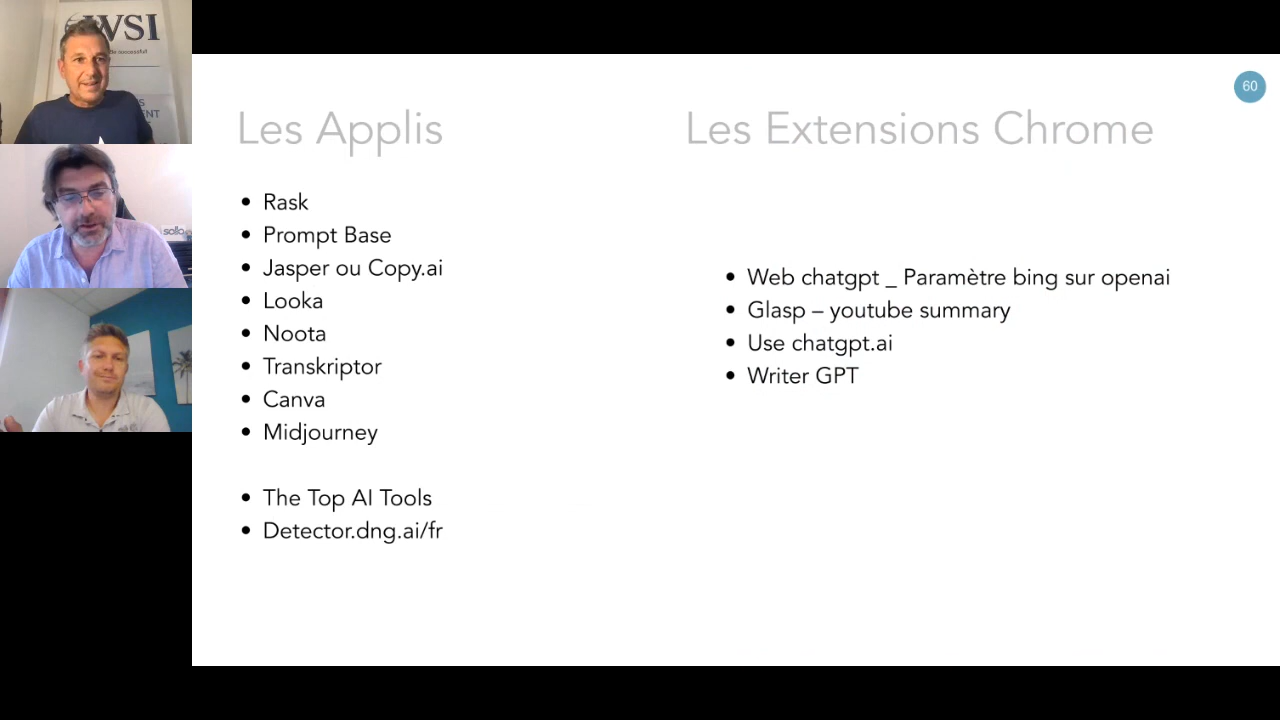 WSI
60
Les Applis
Les Extensions Chrome
• Rask
• Prompt Base
• Jasper ou Copy.ai
• Looka
• Noota
• Transkriptor
• Canva
• Midjourney
• The Top AI Tools
• Detector.dng.ai/fr
• Web chatgpt _ Paramètre bing sur openai
• Glasp – youtube summary
• Use chatgpt.ai
• Writer GPT